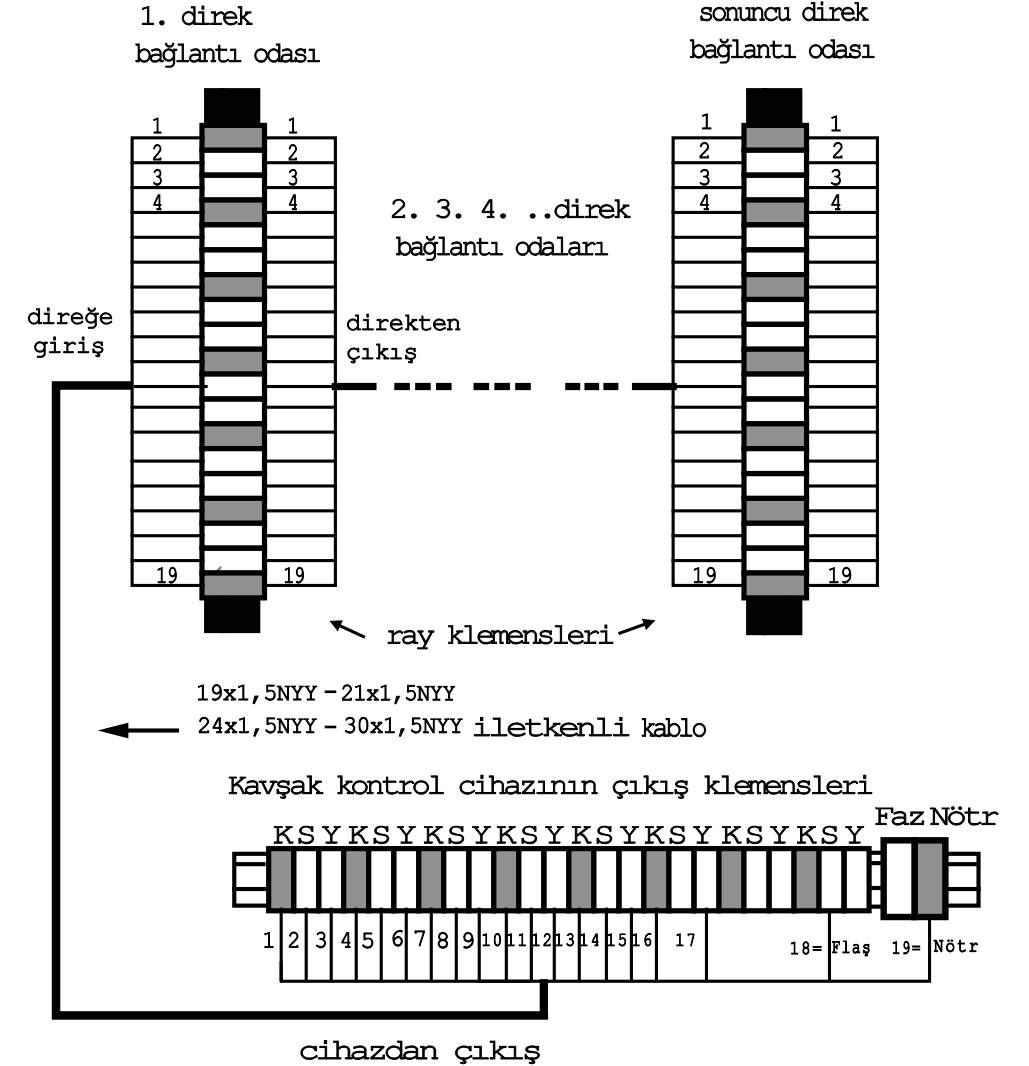 1. direk
bağlantı odası
sonuncu direk
bağlantı odası
1 1
2 2
3 3
4 4
19 19
1 1
2 2
3 3
4 4
19 19
2. 3. 4. ..direk
bağlantı odaları
direğe
giriş
direkten
çıkış
ray klemensleri
19x1,5NYY – 21x1,5NYY
24x1,5NYY – 30x1,5NYY iletkenli kablo
Kavşak kontrol cihazının çıkış klemensleri
Faz Nötr
K S Y K S Y K S Y K S Y K S Y K S Y K S Y K S Y
1 2 3 4 5 6 7 8 9 10 11 12 13 14 15 16 17 18= Flaş 19= Nötr
cihazdan çıkış